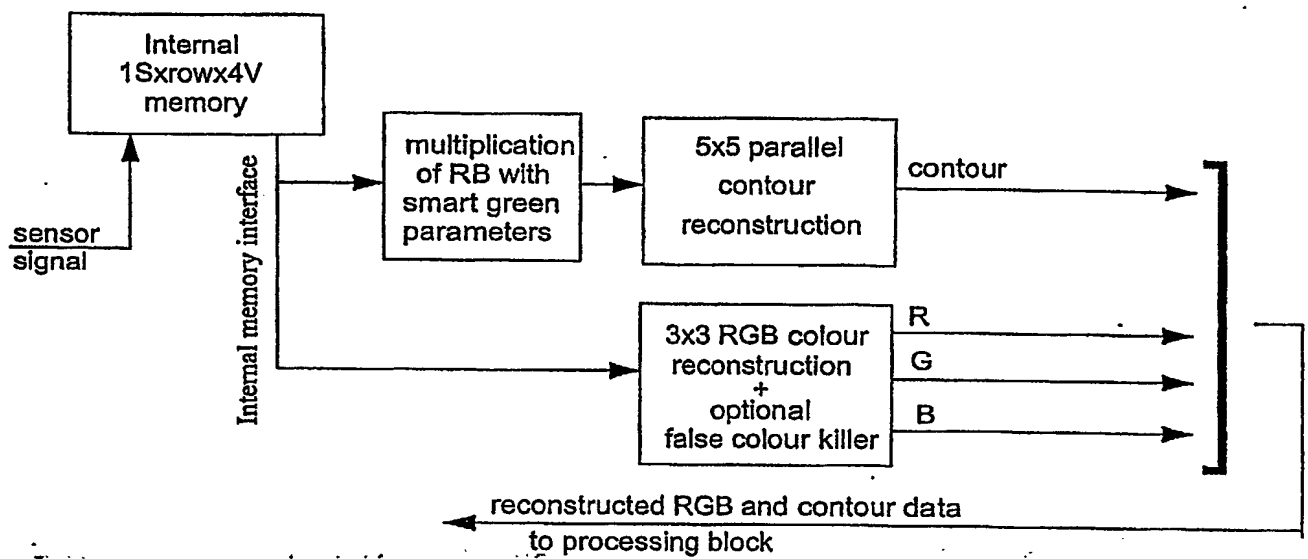 Internal
1Sxrowx4V
memory
sensor
signal
Internal memory interface
multiplication
of RB with
smart green
parameters
5x5 parallel
contour
reconstruction
contour
3x3 RGB colour
reconstruction
+
optional
false colour killer
R
G
B
reconstructed RGB and contour data
to processing block